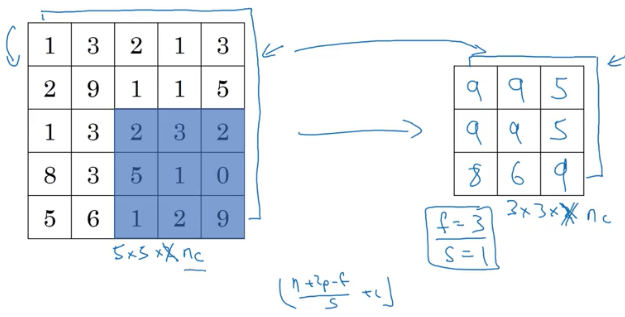 1 3 2 1 3
2 9 1 1 5
1 3 2 3 2
8 3 5 1 0
5 6 1 2 9
5×5× n_c
9 9 5
9 9 5
8 6 9
3×3× n_c
f=3
s=1
⌊(n+2p-f)/s +1⌋